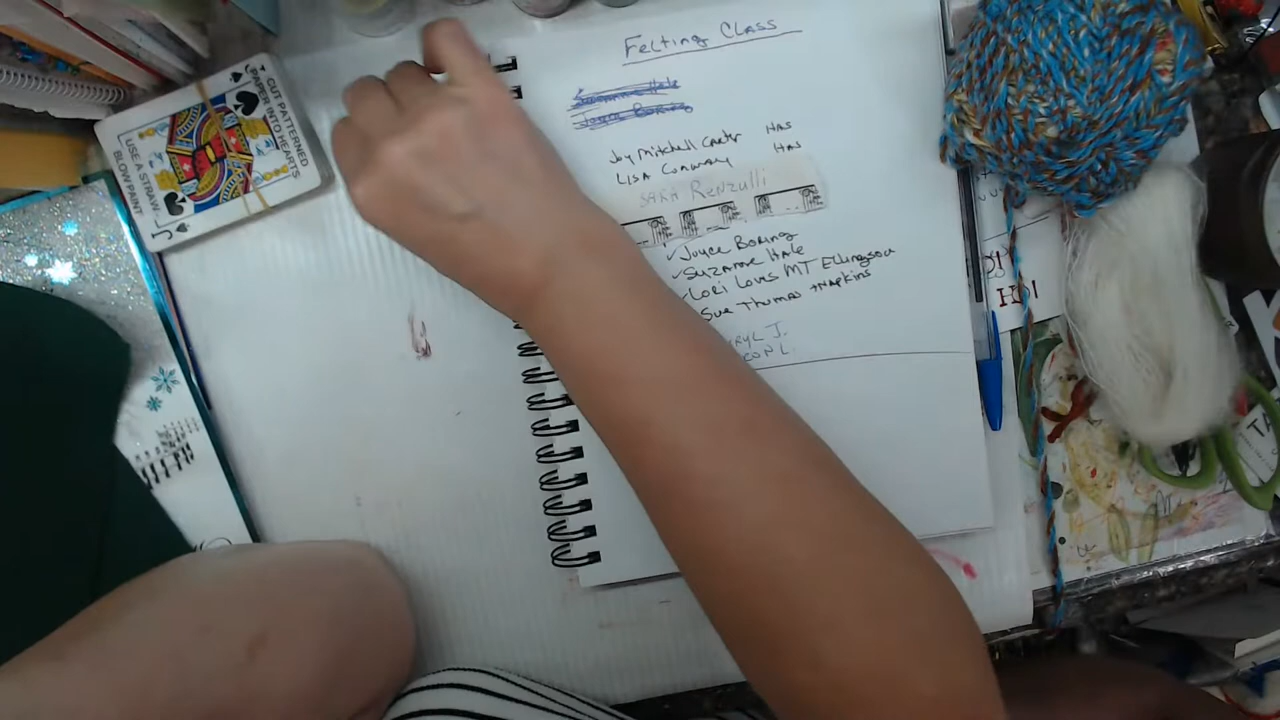 Felting Class
Joy Mitchell Carter HAS
LISA CONWAY HAS
SARA Renzulli
✓Joyce Boring
✓Suzanne Hale
✓Lori Loves MT Ellingson
Sue Thomas
RYL J.
CUT PATTERNED
PAPER INTO HEARTS
USE A STRAW
BLOW PAINT
J